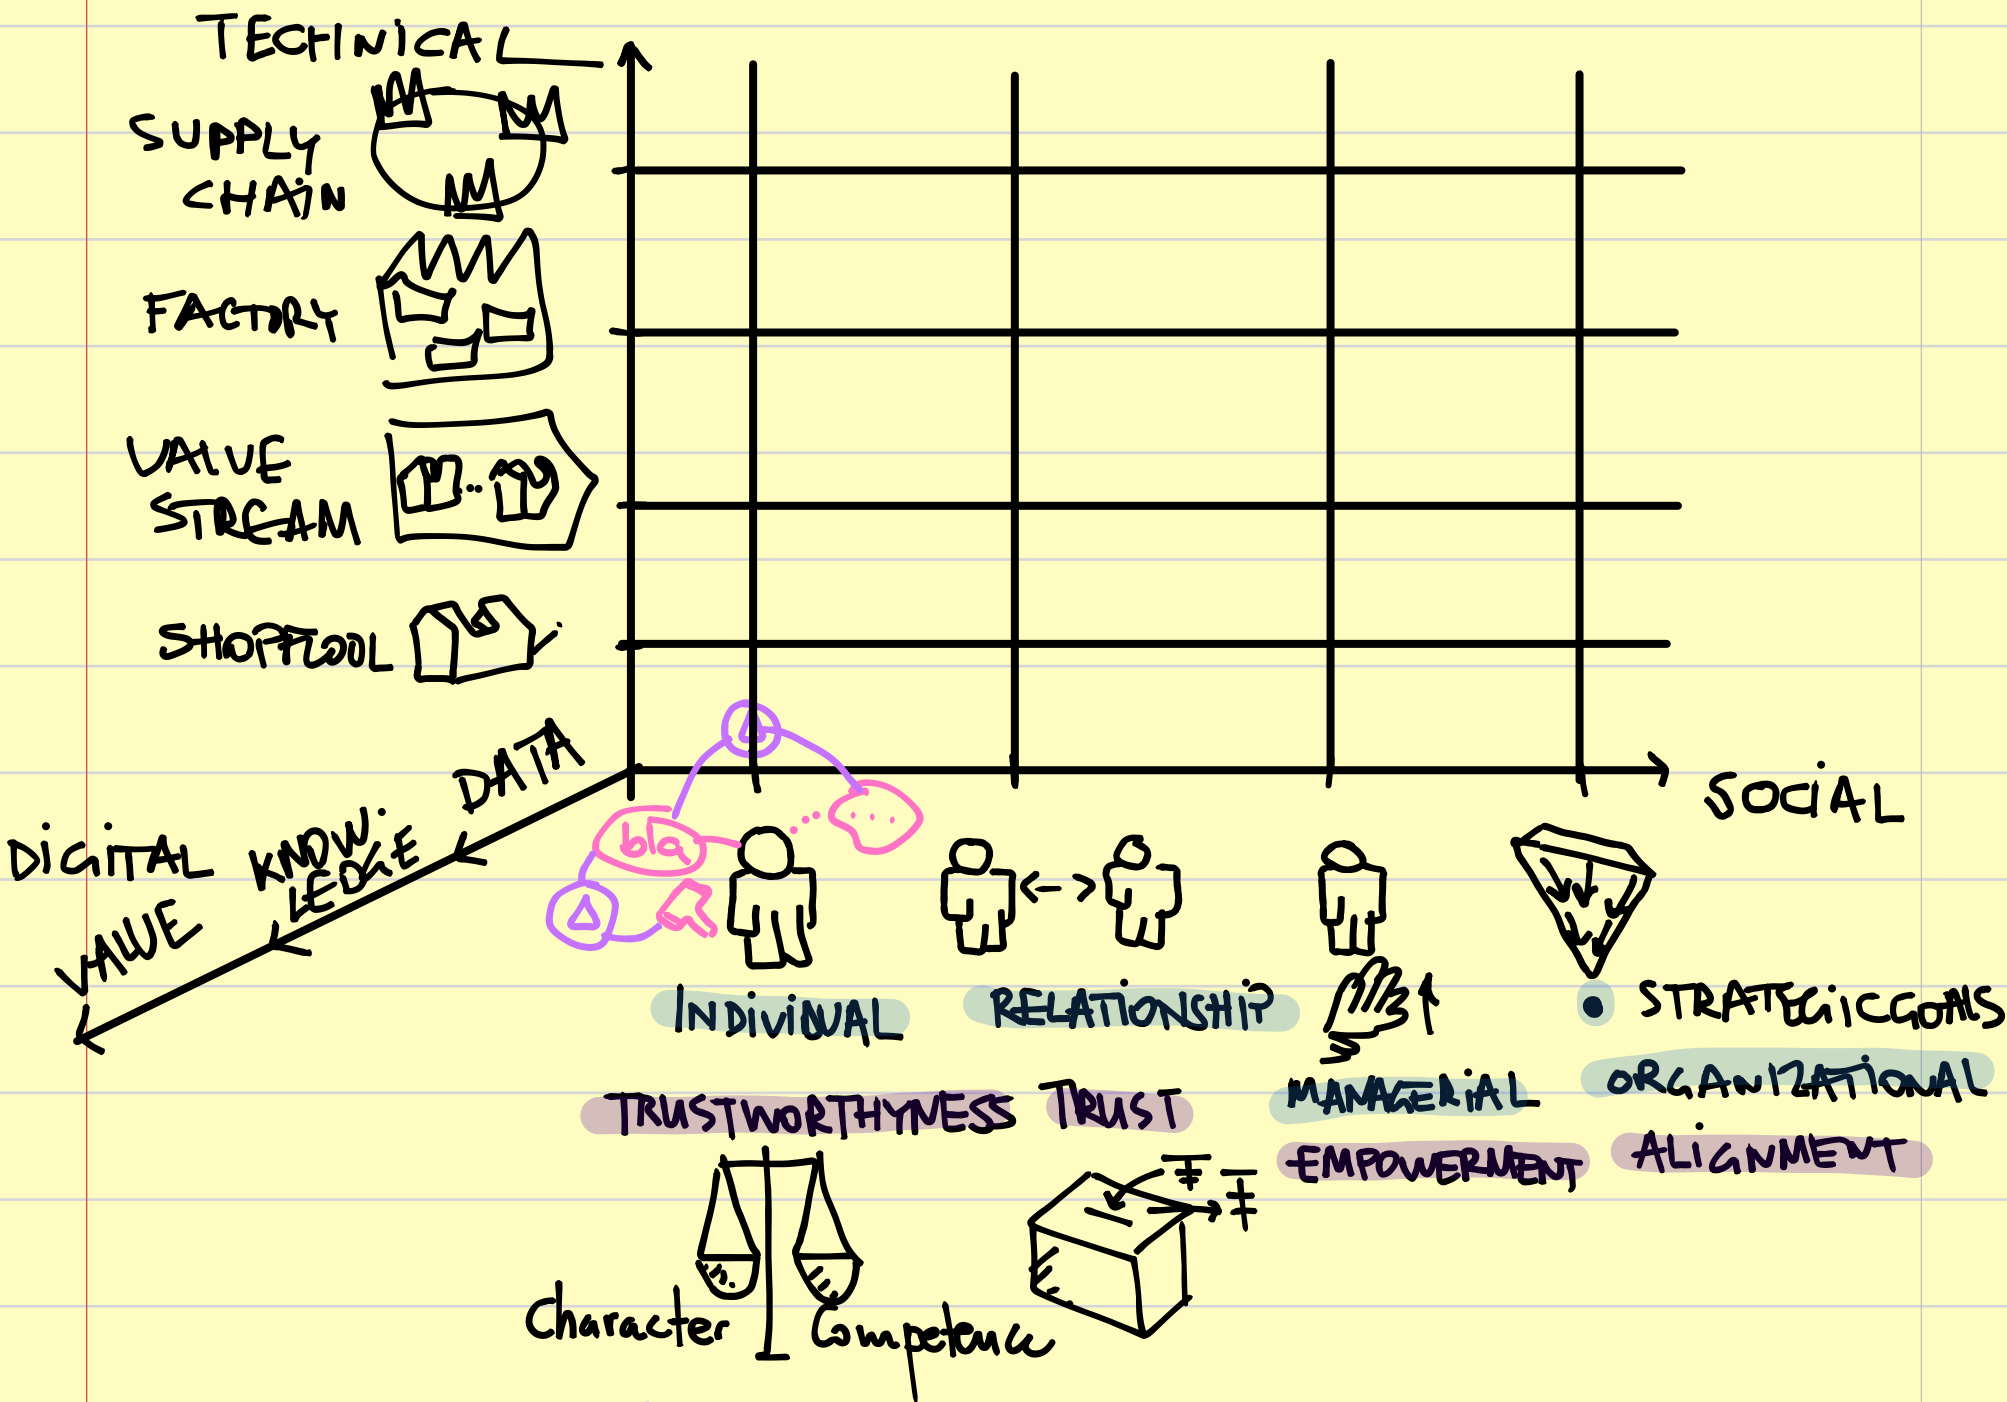 TECHNICAL
SUPPLY
CHAIN
FACTORY
VALUE
STREAM
SHOPFLOOL
DATA
KNOW-
LEDGE
DIGITAL
VALUE
SOCIAL
bla
...
INDIVIDUAL
RELATIONSHIP
MANAGERIAL
• STRATEGIC GOALS
ORGANIZATIONAL
TRUSTWORTHYNESS
TRUST
EMPOWERMENT
ALIGNMENT
Character
Competence